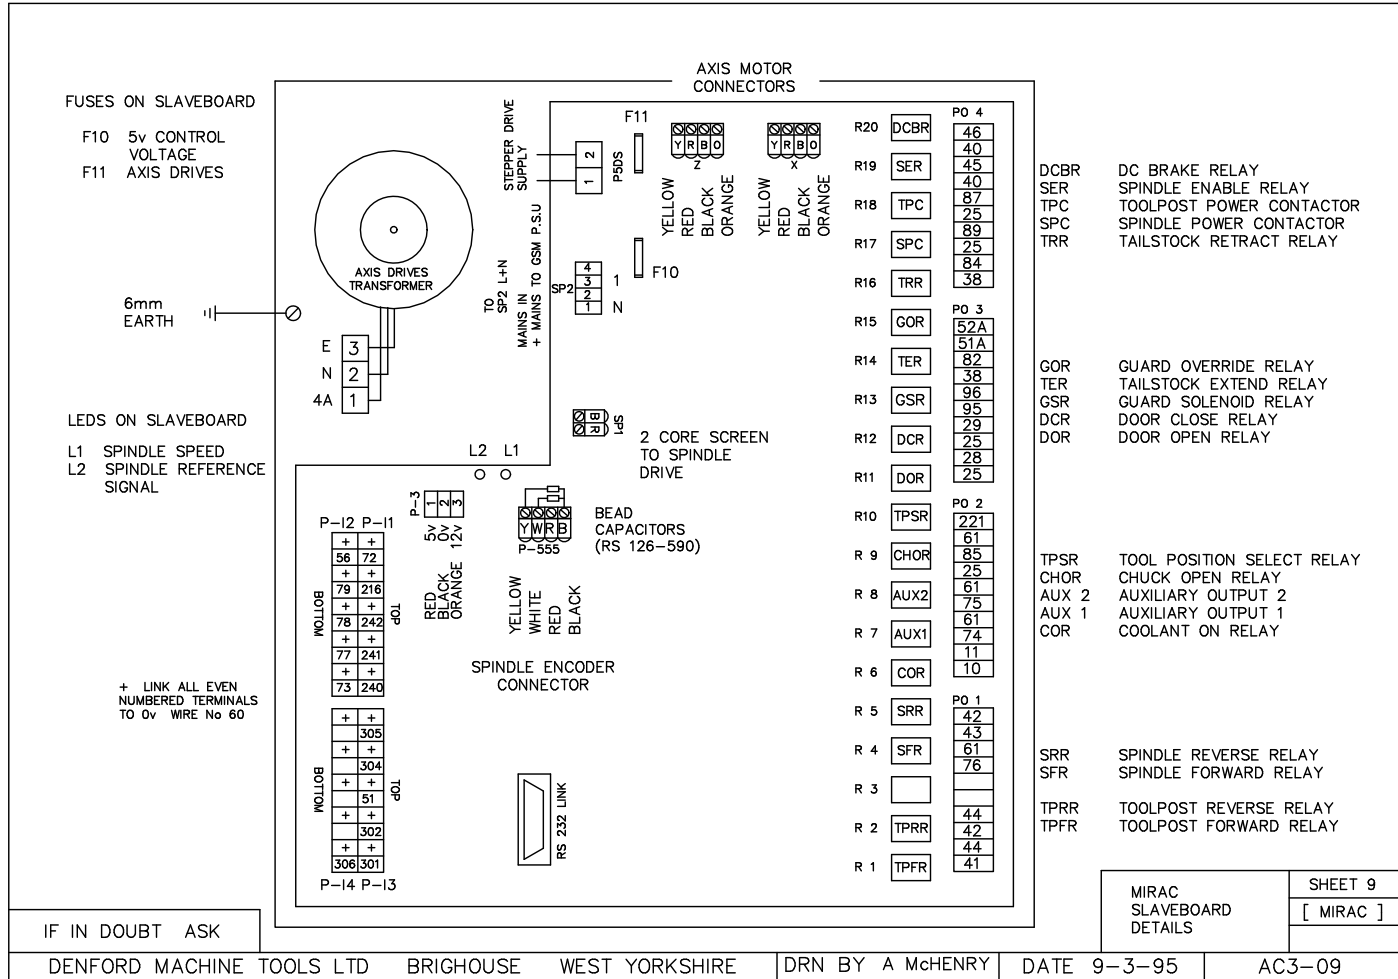 AXIS MOTOR
CONNECTORS
FUSES ON SLAVEBOARD
F10 5v CONTROL
VOLTAGE
F11 AXIS DRIVES
AXIS DRIVES
TRANSFORMER
6mm
EARTH
E 3
N 2
4A 1
STEPPER DRIVE
SUPPLY
2
1
P5DS
F11
TO
SP2 L+N
MAINS IN
+ MAINS TO GSM P.S.U
SP2
4
3 1
2
1 N
F10
Y R B O
Z
YELLOW
RED
BLACK
ORANGE
Y R B O
X
YELLOW
RED
BLACK
ORANGE
LEDS ON SLAVEBOARD
L1 SPINDLE SPEED
L2 SPINDLE REFERENCE
SIGNAL
B
R
SP1
2 CORE SCREEN
TO SPINDLE
DRIVE
L2 L1
P-3
1 2 3
5v
0v
12v
RED
BLACK
ORANGE
Y W R B
P-555
BEAD
CAPACITORS
(RS 126-590)
YELLOW
WHITE
RED
BLACK
SPINDLE ENCODER
CONNECTOR
P-I2 P-I1
+ +
56 72
+ +
79 216
+ +
78 242
+ +
77 241
+ +
73 240
BOTTOM
TOP
+ +
305
+ +
304
+ +
51
+ +
302
+ +
306 301
BOTTOM
TOP
P-I4 P-I3
+ LINK ALL EVEN
NUMBERED TERMINALS
TO 0v WIRE No 60
RS 232 LINK
R20 DCBR
R19 SER
R18 TPC
R17 SPC
R16 TRR
R15 GOR
R14 TER
R13 GSR
R12 DCR
R11 DOR
R10 TPSR
R 9 CHOR
R 8 AUX2
R 7 AUX1
R 6 COR
R 5 SRR
R 4 SFR
R 3
R 2 TPRR
R 1 TPFR
PO 4
46
40
45
40
87
25
89
25
84
38
PO 3
52A
51A
82
38
96
95
29
25
28
25
PO 2
221
61
85
25
61
75
61
74
11
10
PO 1
42
43
61
76
44
42
44
41
DCBR DC BRAKE RELAY
SER SPINDLE ENABLE RELAY
TPC TOOLPOST POWER CONTACTOR
SPC SPINDLE POWER CONTACTOR
TRR TAILSTOCK RETRACT RELAY
GOR GUARD OVERRIDE RELAY
TER TAILSTOCK EXTEND RELAY
GSR GUARD SOLENOID RELAY
DCR DOOR CLOSE RELAY
DOR DOOR OPEN RELAY
TPSR TOOL POSITION SELECT RELAY
CHOR CHUCK OPEN RELAY
AUX 2 AUXILIARY OUTPUT 2
AUX 1 AUXILIARY OUTPUT 1
COR COOLANT ON RELAY
SRR SPINDLE REVERSE RELAY
SFR SPINDLE FORWARD RELAY
TPRR TOOLPOST REVERSE RELAY
TPFR TOOLPOST FORWARD RELAY
MIRAC
SLAVEBOARD
DETAILS
SHEET 9
[ MIRAC ]
IF IN DOUBT ASK
DENFORD MACHINE TOOLS LTD BRIGHOUSE WEST YORKSHIRE
DRN BY A McHENRY
DATE 9-3-95
AC3-09